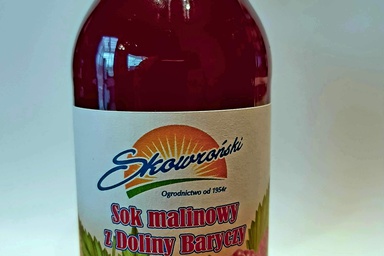 Skowroński
Ogrodnictwo od 1954r
Sok malinowy
z Doliny Baryczy